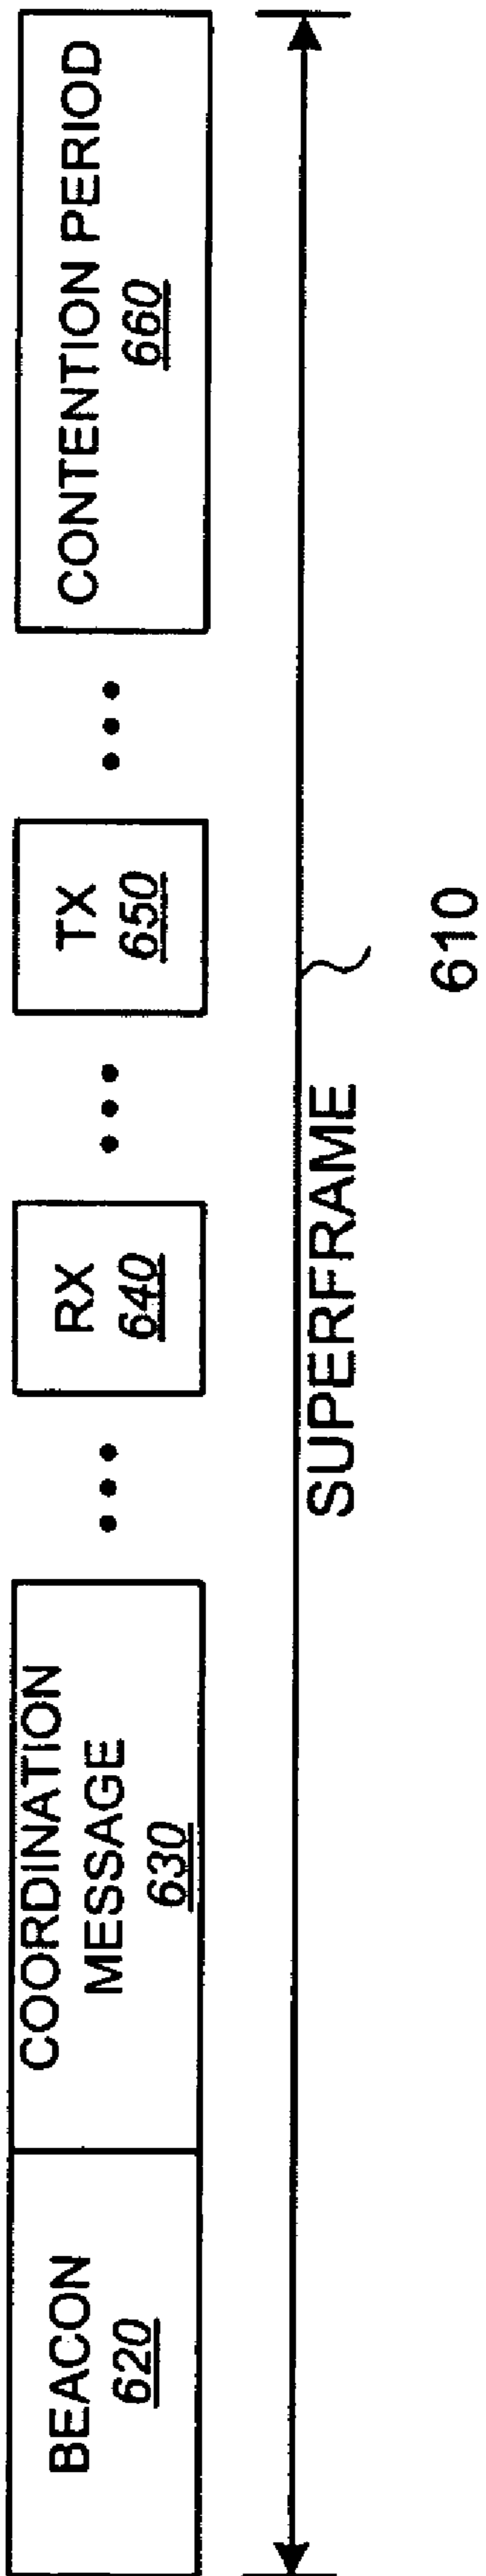 BEACON
620
COORDINATION
MESSAGE
630
•••
RX
640
•••
TX
650
•••
CONTENTION PERIOD
660
SUPERFRAME
610